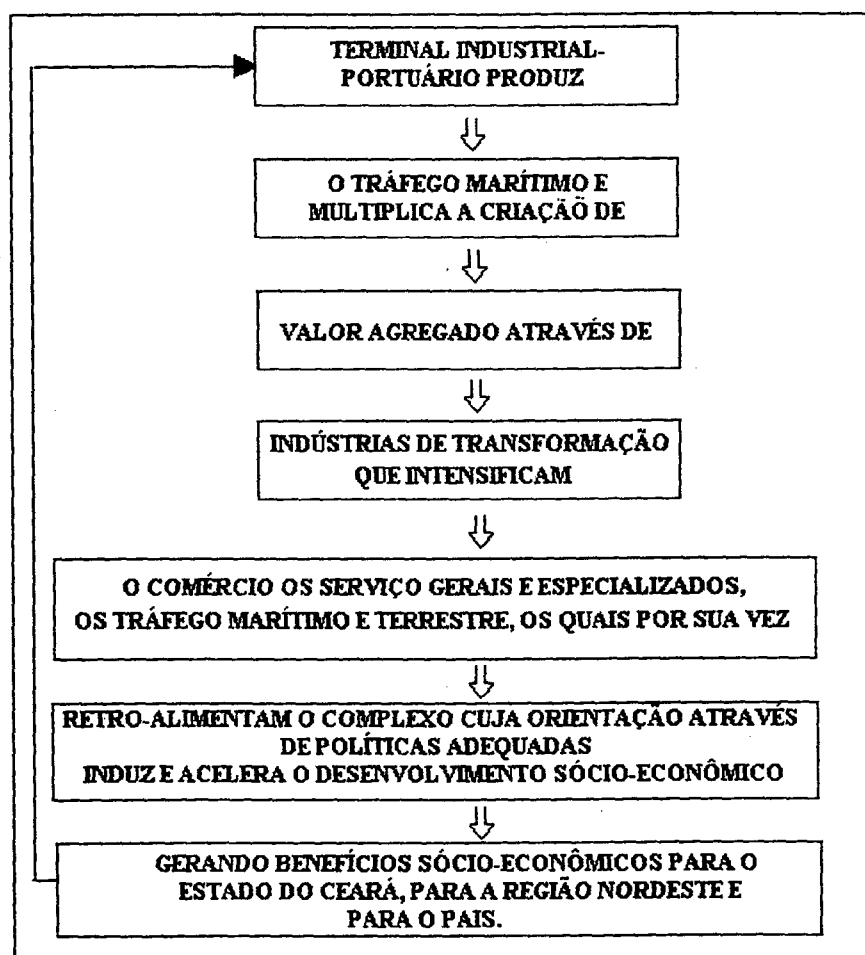 TERMINAL INDUSTRIAL-
PORTUÁRIO PRODUZ
O TRÁFEGO MARÍTIMO E
MULTIPLICA A CRIAÇÃO DE
VALOR AGREGADO ATRAVÉS DE
INDÚSTRIAS DE TRANSFORMAÇÃO
QUE INTENSIFICAM
O COMÉRCIO OS SERVIÇO GERAIS E ESPECIALIZADOS,
OS TRÁFEGO MARÍTIMO E TERRESTRE, OS QUAIS POR SUA VEZ
RETRO-ALIMENTAM O COMPLEXO CUJA ORIENTAÇÃO ATRAVÉS
DE POLÍTICAS ADEQUADAS
INDUZ E ACELERA O DESENVOLVIMENTO SÓCIO-ECONÔMICO
GERANDO BENEFÍCIOS SÓCIO-ECONÔMICOS PARA O
ESTADO DO CEARÁ, PARA A REGIÃO NORDESTE E
PARA O PAIS.